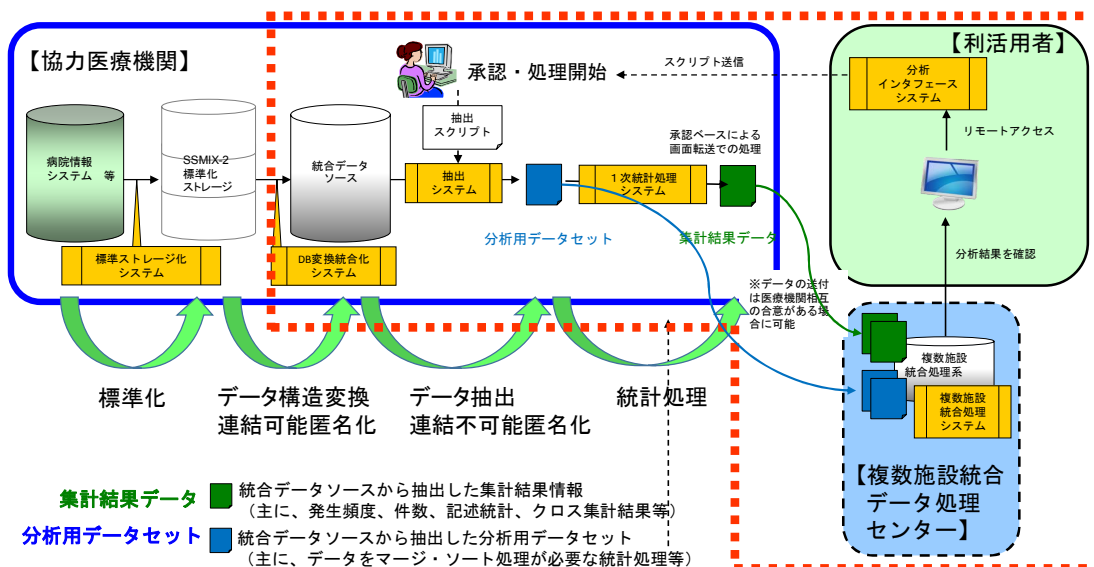 【協力医療機関】
病院情報
システム 等
SSMIX-2
標準化
ストレージ
標準ストレージ化
システム
統合データ
ソース
DB変換統合化
システム
承認・処理開始
抽出
スクリプト
抽出
システム
分析用データセット
1次統計処理
システム
承認ベースによる
画面転送での処理
集計結果データ
スクリプト送信
【利活用者】
分析
インタフェース
システム
リモートアクセス
分析結果を確認
※データの送付
は医療機関相互
の合意がある場
合に可能
複数施設
統合処理系
複数施設
統合処理
システム
【複数施設統合
データ処理
センター】
標準化
データ構造変換
連結可能匿名化
データ抽出
連結不可能匿名化
統計処理
集計結果データ
統合データソースから抽出した集計結果情報
（主に、発生頻度、件数、記述統計、クロス集計結果等）
分析用データセット
統合データソースから抽出した分析用データセット
（主に、データをマージ・ソート処理が必要な統計処理等）